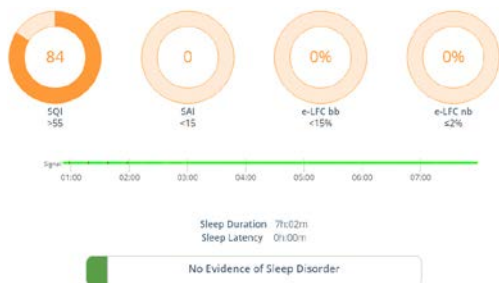 84 0 0% 0%
SQI SAI e-LFC bb e-LFC nb
>55 <15 <15% ≤2%
Signal
01:00 02:00 03:00 04:00 05:00 06:00 07:00
Sleep Duration 7h:02m
Sleep Latency 0h:00m
No Evidence of Sleep Disorder